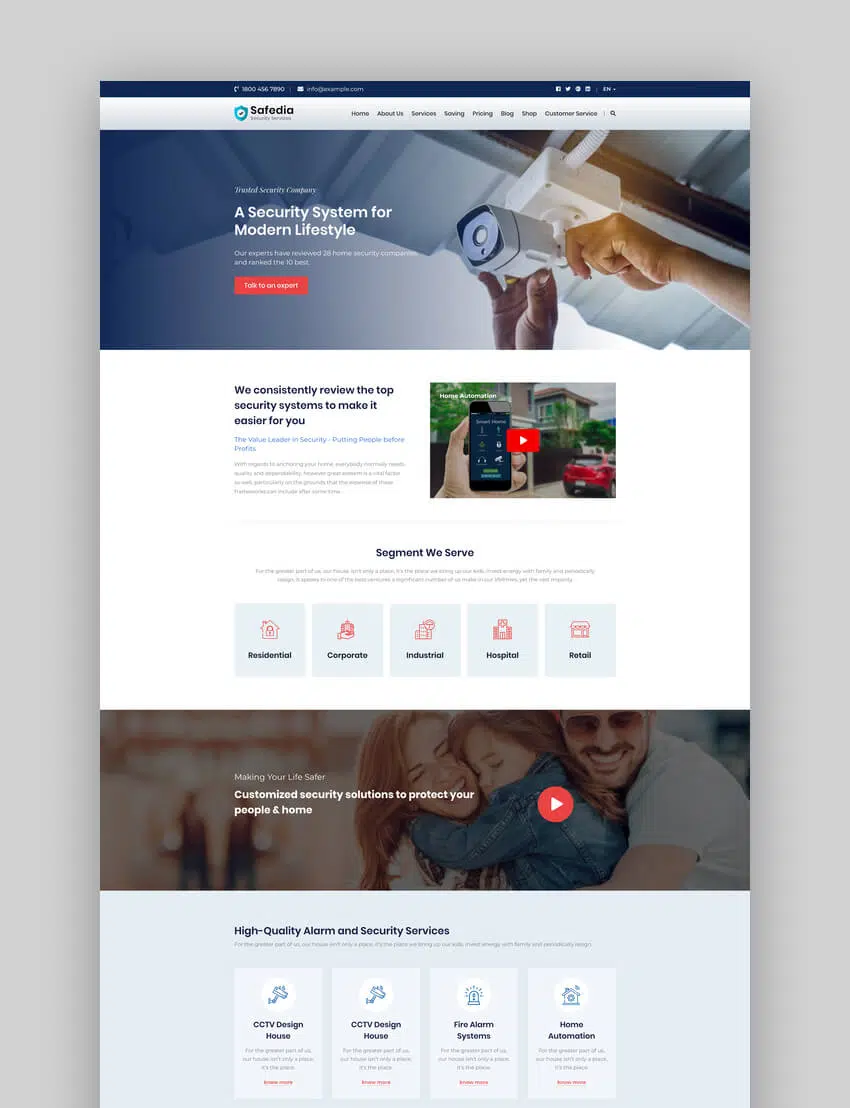 1800 456 7890 | info@example.com
| EN
Safedia
Security Services
Home About Us Services Saving Pricing Blog Shop Customer Service |
Trusted Security Company
A Security System for
Modern Lifestyle
Our experts have reviewed 28 home security companies
and ranked the 10 best.
Talk to an expert
We consistently review the top
security systems to make it
easier for you
The Value Leader in Security - Putting People before
Profits
With regards to anchoring your home, everybody normally needs
quality and dependability, however great esteem is a vital factor
as well, particularly on the grounds that the expense of these
frameworks can include after some time.
Home Automation
Smart Home
Segment We Serve
For the greater part of us, our house isn't only a place, it's the place we bring up our kids, invest energy with family and periodically
resign. It speaks to one of the best ventures a significant number of us make in our lifetimes, yet the vast majority.
Residential
Corporate
Industrial
Hospital
Retail
Making Your Life Safer
Customized security solutions to protect your
people & home
High-Quality Alarm and Security Services
For the greater part of us, our house isn't only a place, it's the place we bring up our kids, invest energy with family and periodically resign.
CCTV Design
House
For the greater part of us,
our house isn't only a place,
it's the place.
know more
CCTV Design
House
For the greater part of us,
our house isn't only a place,
it's the place.
know more
Fire Alarm
Systems
For the greater part of us,
our house isn't only a place,
it's the place.
know more
Home
Automation
For the greater part of us,
our house isn't only a place,
it's the place.
know more